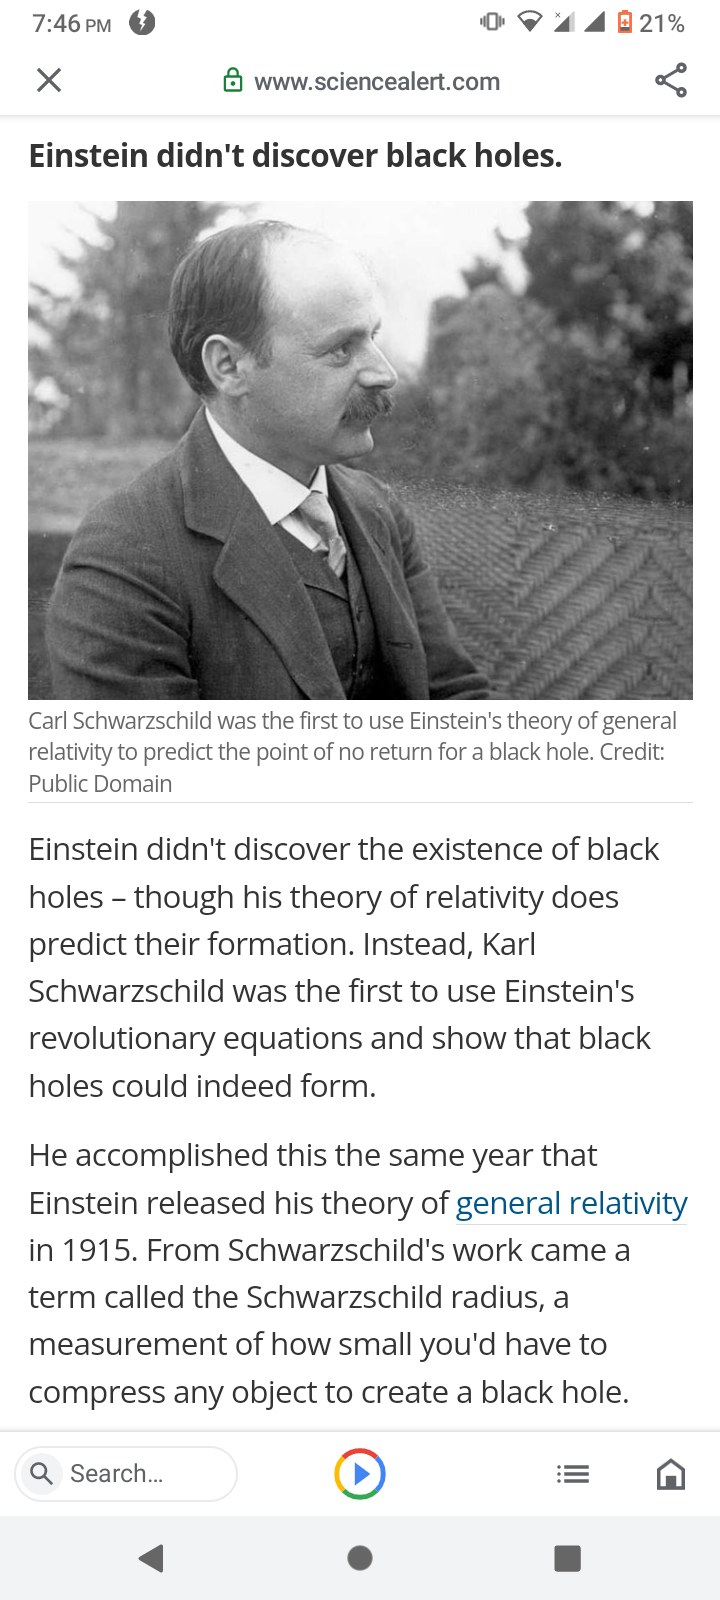 7:46 PM
21%
www.sciencealert.com
Einstein didn't discover black holes.
Carl Schwarzschild was the first to use Einstein's theory of general
relativity to predict the point of no return for a black hole. Credit:
Public Domain
Einstein didn't discover the existence of black
holes – though his theory of relativity does
predict their formation. Instead, Karl
Schwarzschild was the first to use Einstein's
revolutionary equations and show that black
holes could indeed form.
He accomplished this the same year that
Einstein released his theory of general relativity
in 1915. From Schwarzschild's work came a
term called the Schwarzschild radius, a
measurement of how small you'd have to
compress any object to create a black hole.
Search...